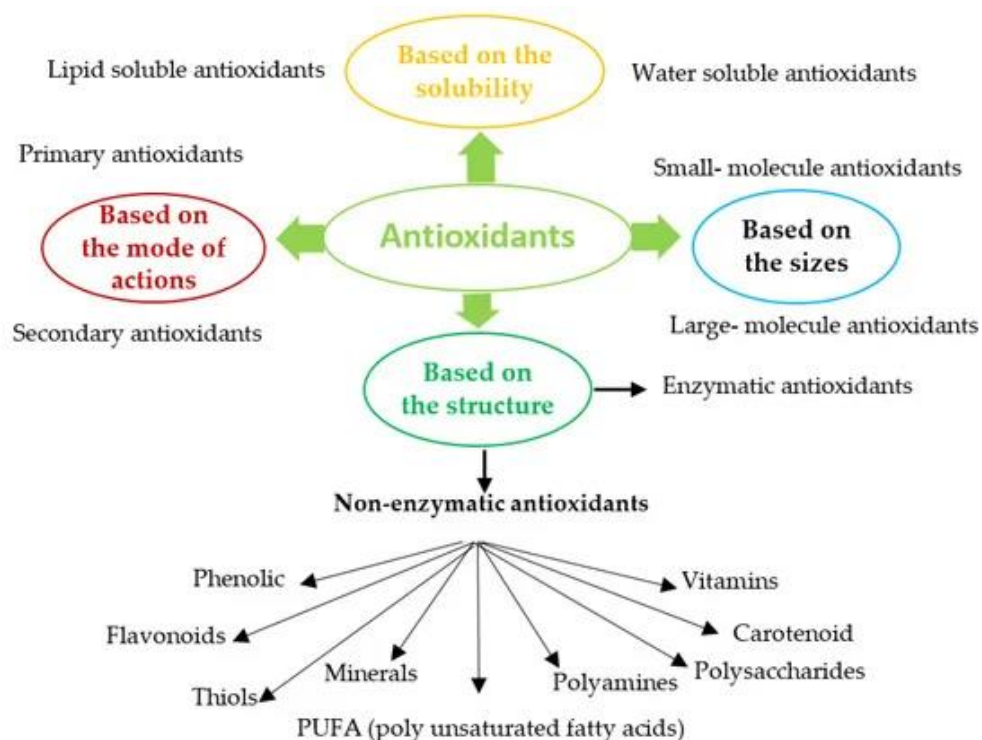 Lipid soluble antioxidants
Based on the
solubility
Water soluble antioxidants
Primary antioxidants
Small- molecule antioxidants
Based on
the mode of
actions
Antioxidants
Based on
the sizes
Secondary antioxidants
Large- molecule antioxidants
Based on
the structure
Enzymatic antioxidants
Non-enzymatic antioxidants
Phenolic
Vitamins
Flavonoids
Carotenoid
Minerals
Polysaccharides
Thiols
Polyamines
PUFA (poly unsaturated fatty acids)